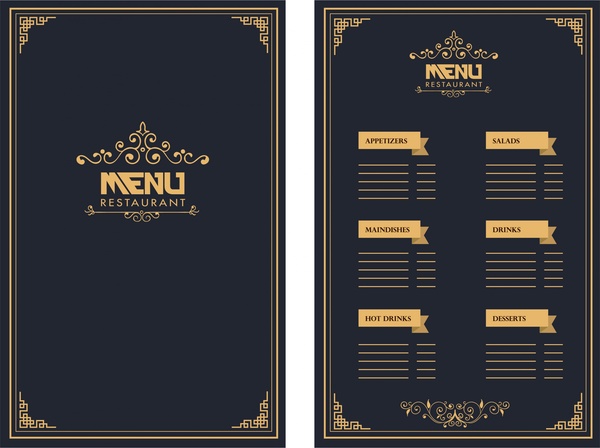 MENU
RESTAURANT
MENU
RESTAURANT
APPETIZERS
SALADS
MAINDISHES
DRINKS
HOT DRINKS
DESSERTS